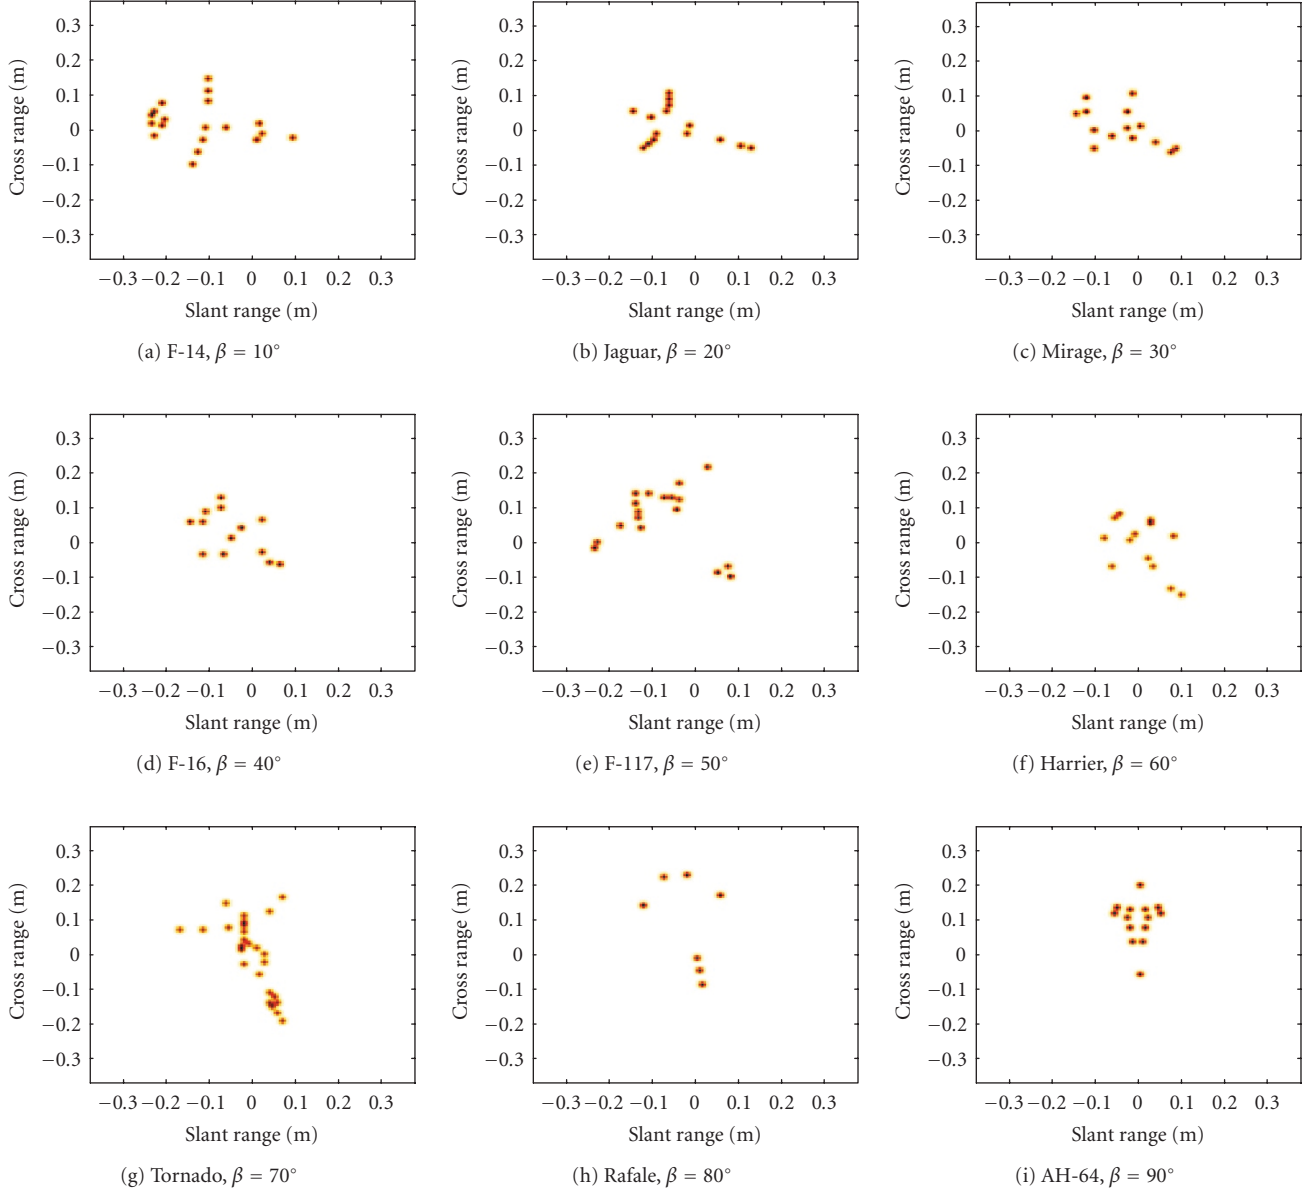 0.3
0.2
0.1
0
−0.1
−0.2
−0.3
Cross range (m)
−0.3 −0.2 −0.1 0 0.1 0.2 0.3
Slant range (m)
(a) F-14, β = 10°
0.3
0.2
0.1
0
−0.1
−0.2
−0.3
Cross range (m)
−0.3 −0.2 −0.1 0 0.1 0.2 0.3
Slant range (m)
(b) Jaguar, β = 20°
0.3
0.2
0.1
0
−0.1
−0.2
−0.3
Cross range (m)
−0.3 −0.2 −0.1 0 0.1 0.2 0.3
Slant range (m)
(c) Mirage, β = 30°
0.3
0.2
0.1
0
−0.1
−0.2
−0.3
Cross range (m)
−0.3 −0.2 −0.1 0 0.1 0.2 0.3
Slant range (m)
(d) F-16, β = 40°
0.3
0.2
0.1
0
−0.1
−0.2
−0.3
Cross range (m)
−0.3 −0.2 −0.1 0 0.1 0.2 0.3
Slant range (m)
(e) F-117, β = 50°
0.3
0.2
0.1
0
−0.1
−0.2
−0.3
Cross range (m)
−0.3 −0.2 −0.1 0 0.1 0.2 0.3
Slant range (m)
(f) Harrier, β = 60°
0.3
0.2
0.1
0
−0.1
−0.2
−0.3
Cross range (m)
−0.3 −0.2 −0.1 0 0.1 0.2 0.3
Slant range (m)
(g) Tornado, β = 70°
0.3
0.2
0.1
0
−0.1
−0.2
−0.3
Cross range (m)
−0.3 −0.2 −0.1 0 0.1 0.2 0.3
Slant range (m)
(h) Rafale, β = 80°
0.3
0.2
0.1
0
−0.1
−0.2
−0.3
Cross range (m)
−0.3 −0.2 −0.1 0 0.1 0.2 0.3
Slant range (m)
(i) AH-64, β = 90°